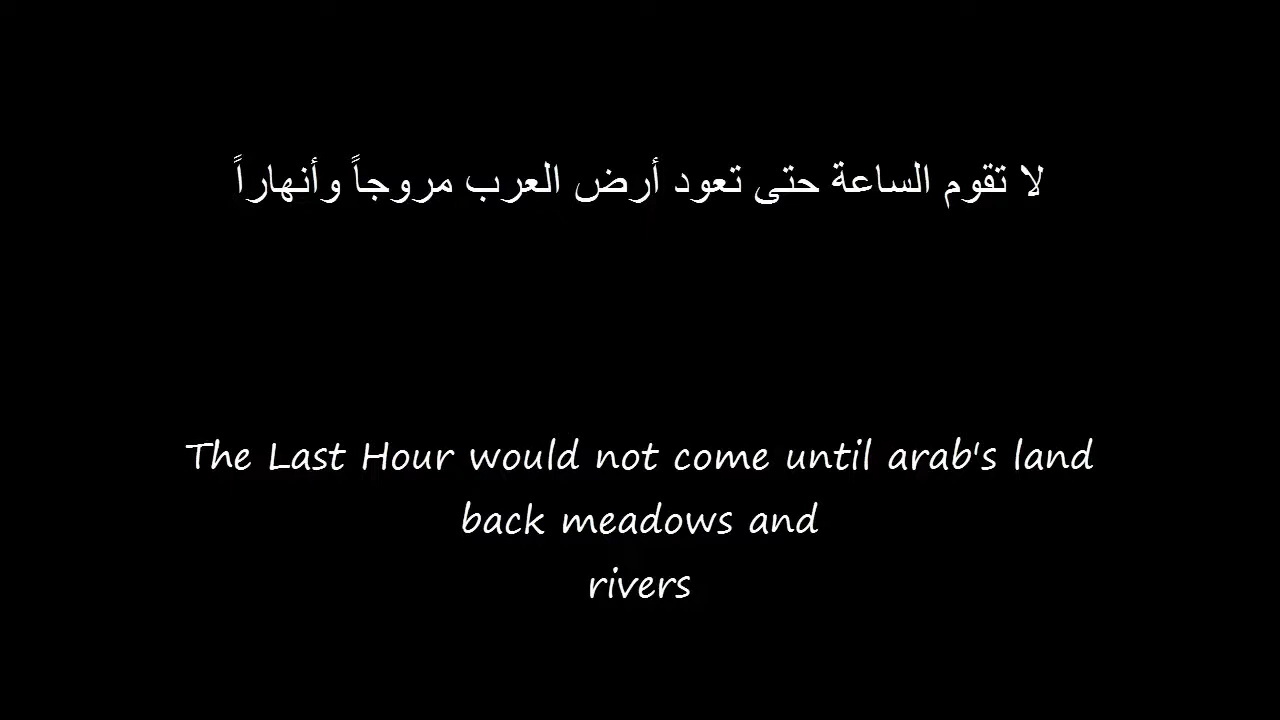 لا تقوم الساعة حتى تعود أرض العرب مروجاً وأنهاراً
The Last Hour would not come until arab's land
back meadows and
rivers